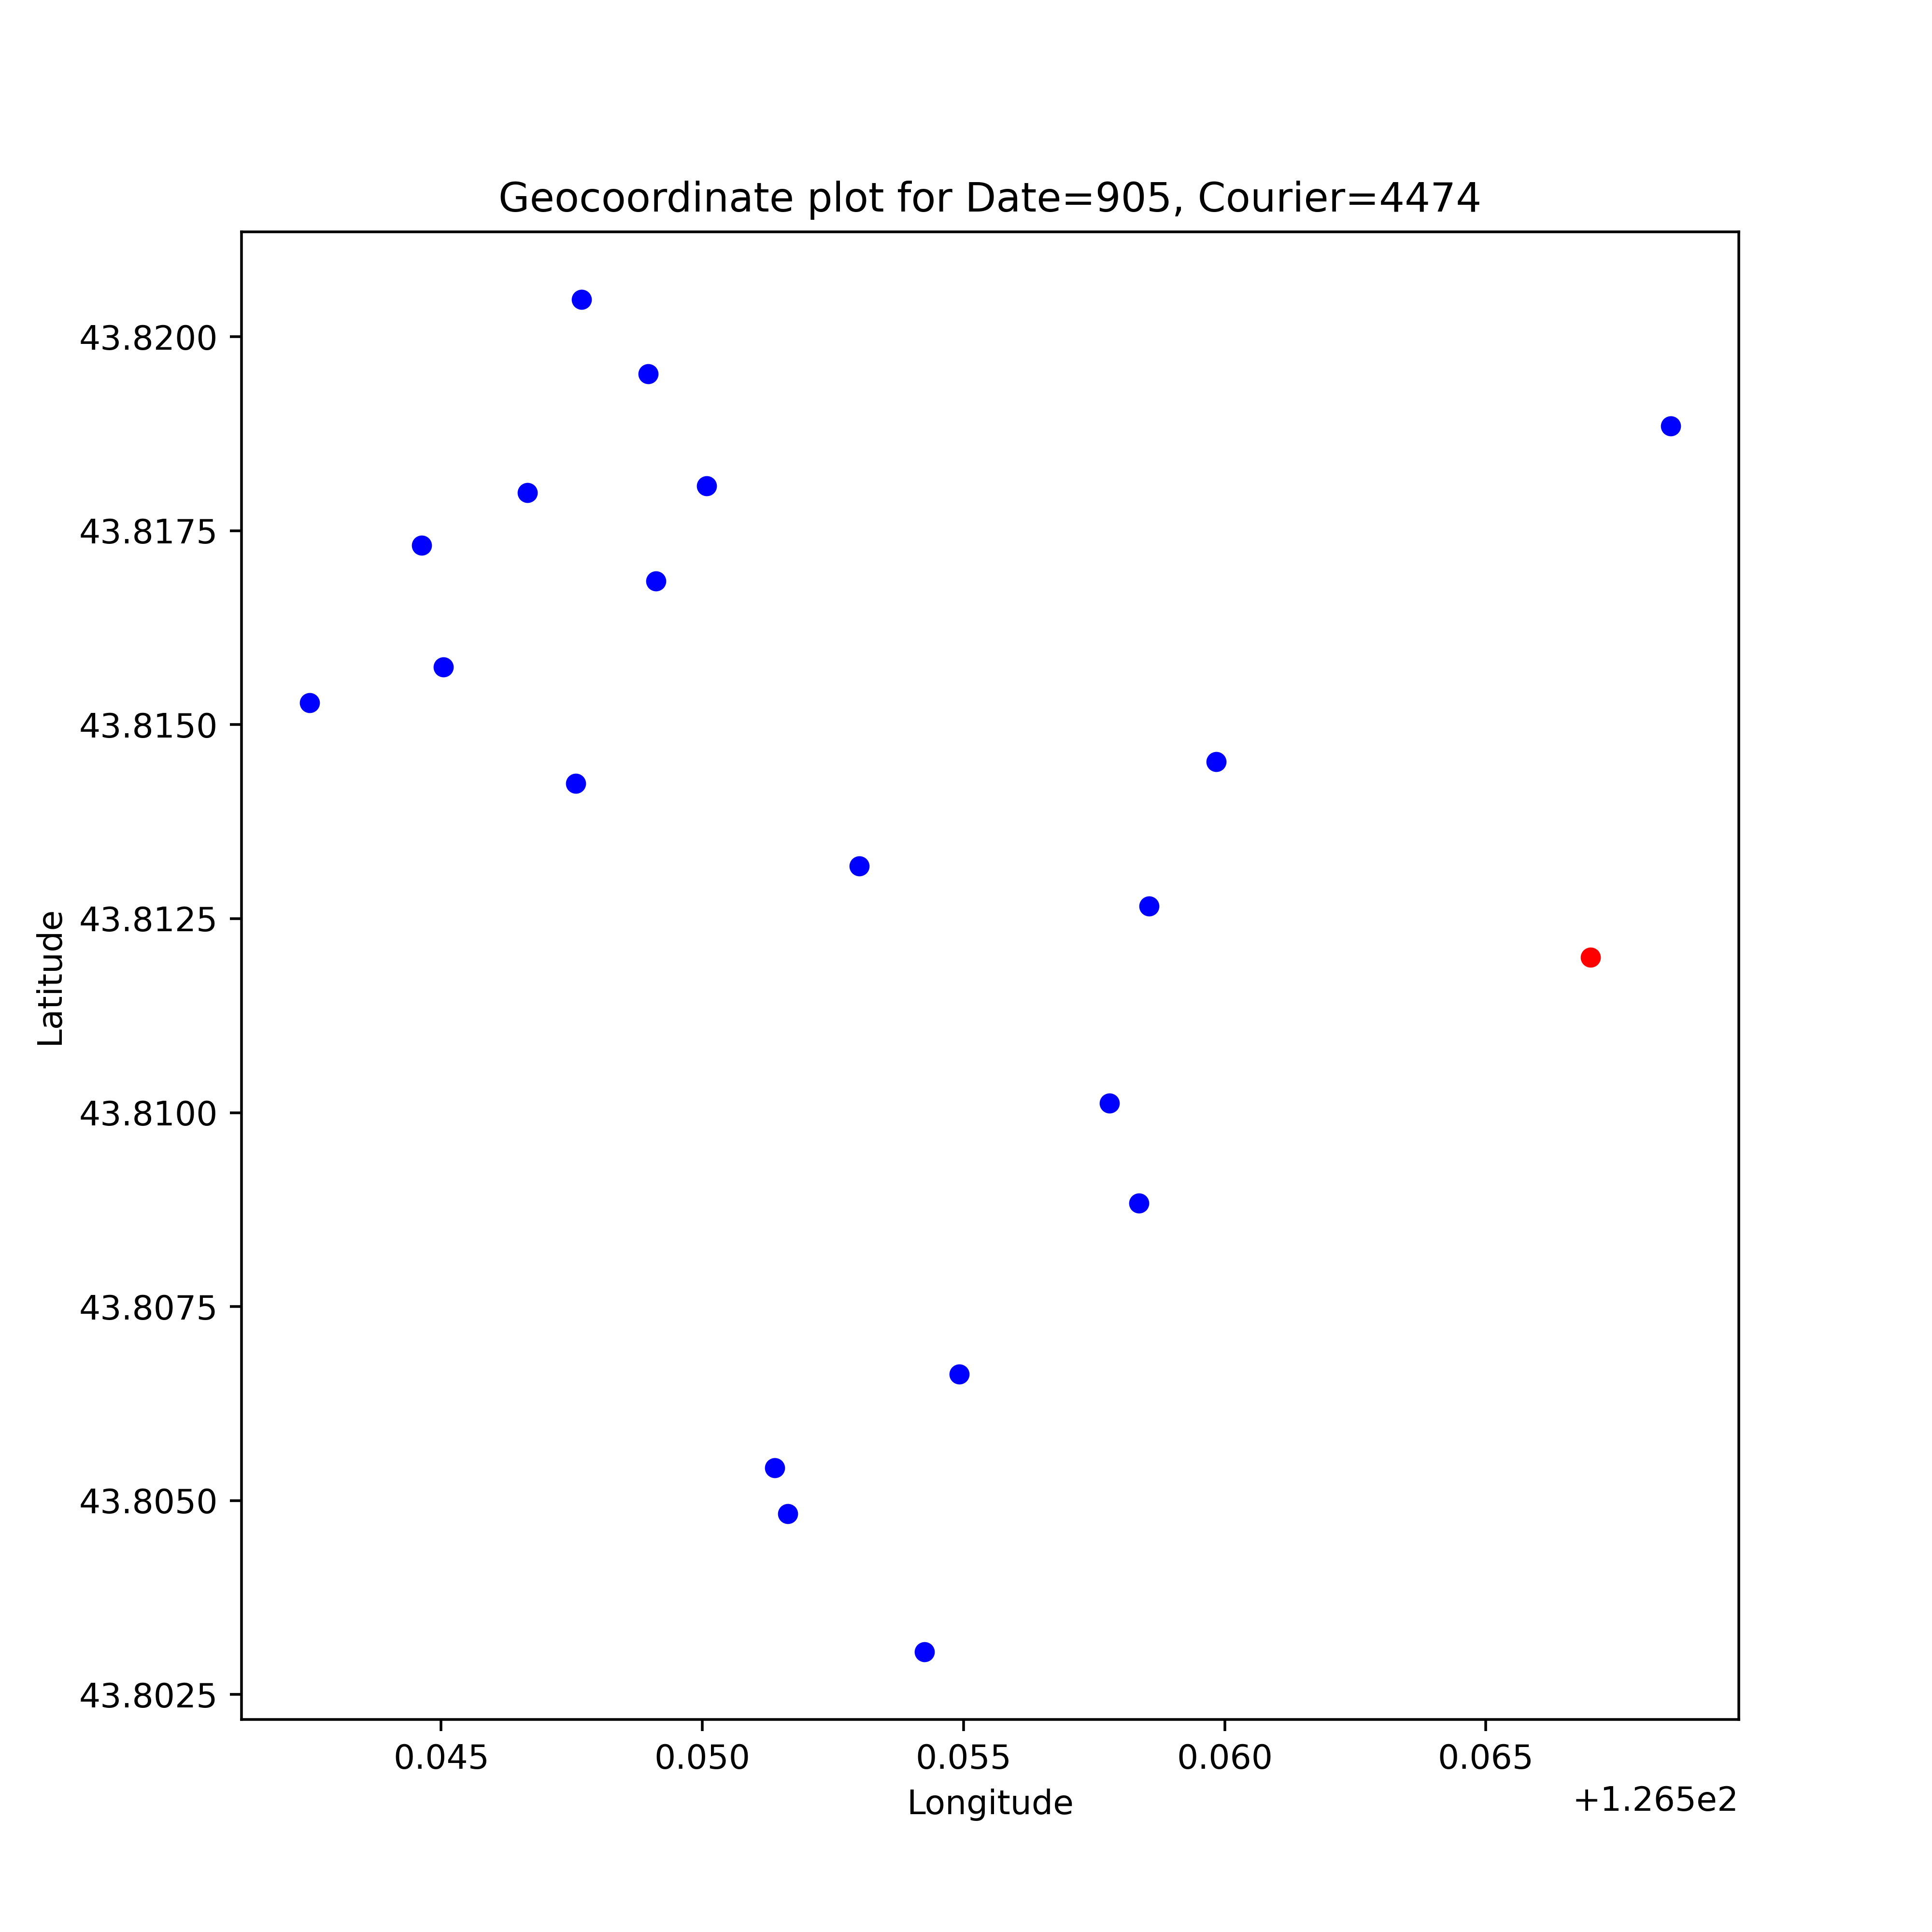 Geocoordinate plot for Date=905, Courier=4474
43.8200
43.8175
43.8150
43.8125
43.8100
43.8075
43.8050
43.8025
Latitude
0.045 0.050 0.055 0.060 0.065
Longitude
+1.265e2